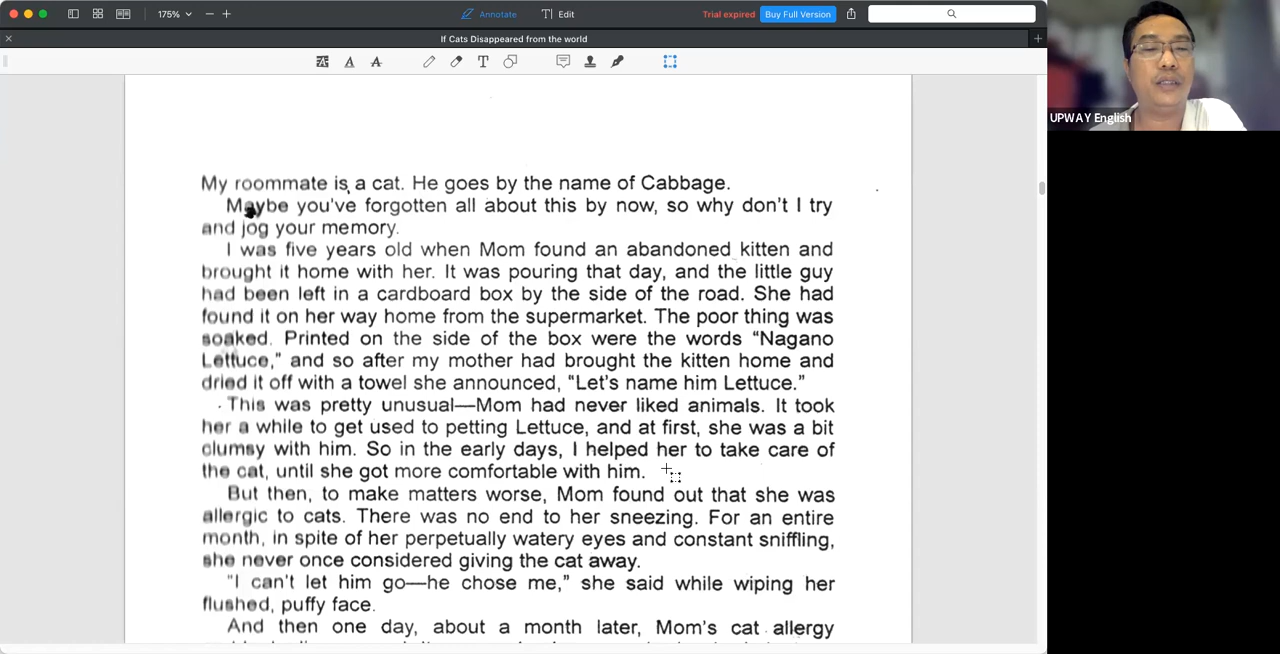 175%
Annotate
Edit
Trial expired
Buy Full Version
If Cats Disappeared from the world
UPWAY English
My roommate is a cat. He goes by the name of Cabbage.
Maybe you've forgotten all about this by now, so why don't I try
and jog your memory.
I was five years old when Mom found an abandoned kitten and
brought it home with her. It was pouring that day, and the little guy
had been left in a cardboard box by the side of the road. She had
found it on her way home from the supermarket. The poor thing was
soaked. Printed on the side of the box were the words “Nagano
Lettuce,” and so after my mother had brought the kitten home and
dried it off with a towel she announced, “Let's name him Lettuce.”
This was pretty unusual—Mom had never liked animals. It took
her a while to get used to petting Lettuce, and at first, she was a bit
clumsy with him. So in the early days, I helped her to take care of
the cat, until she got more comfortable with him.
But then, to make matters worse, Mom found out that she was
allergic to cats. There was no end to her sneezing. For an entire
month, in spite of her perpetually watery eyes and constant sniffling,
she never once considered giving the cat away.
“I can't let him go—he chose me,” she said while wiping her
flushed, puffy face.
And then one day, about a month later, Mom's cat allergy